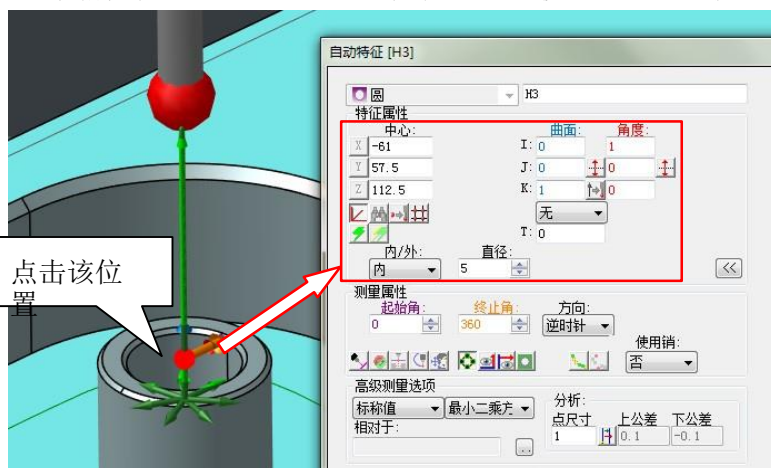 自动特征 [H3]
圆
H3
特征属性
中心: 曲面: 角度:
X -61 I: 0 1
Y 57.5 J: 0 0
Z 112.5 K: 1 0
无
T: 0
内/外: 直径:
内 5
<<
点击该位
置
测量属性
起始角: 终止角: 方向:
0 360 逆时针
使用销:
否
高级测量选项
标称值 最小二乘方
相对于:
分析:
点尺寸 上公差 下公差
1 0.1 -0.1
...